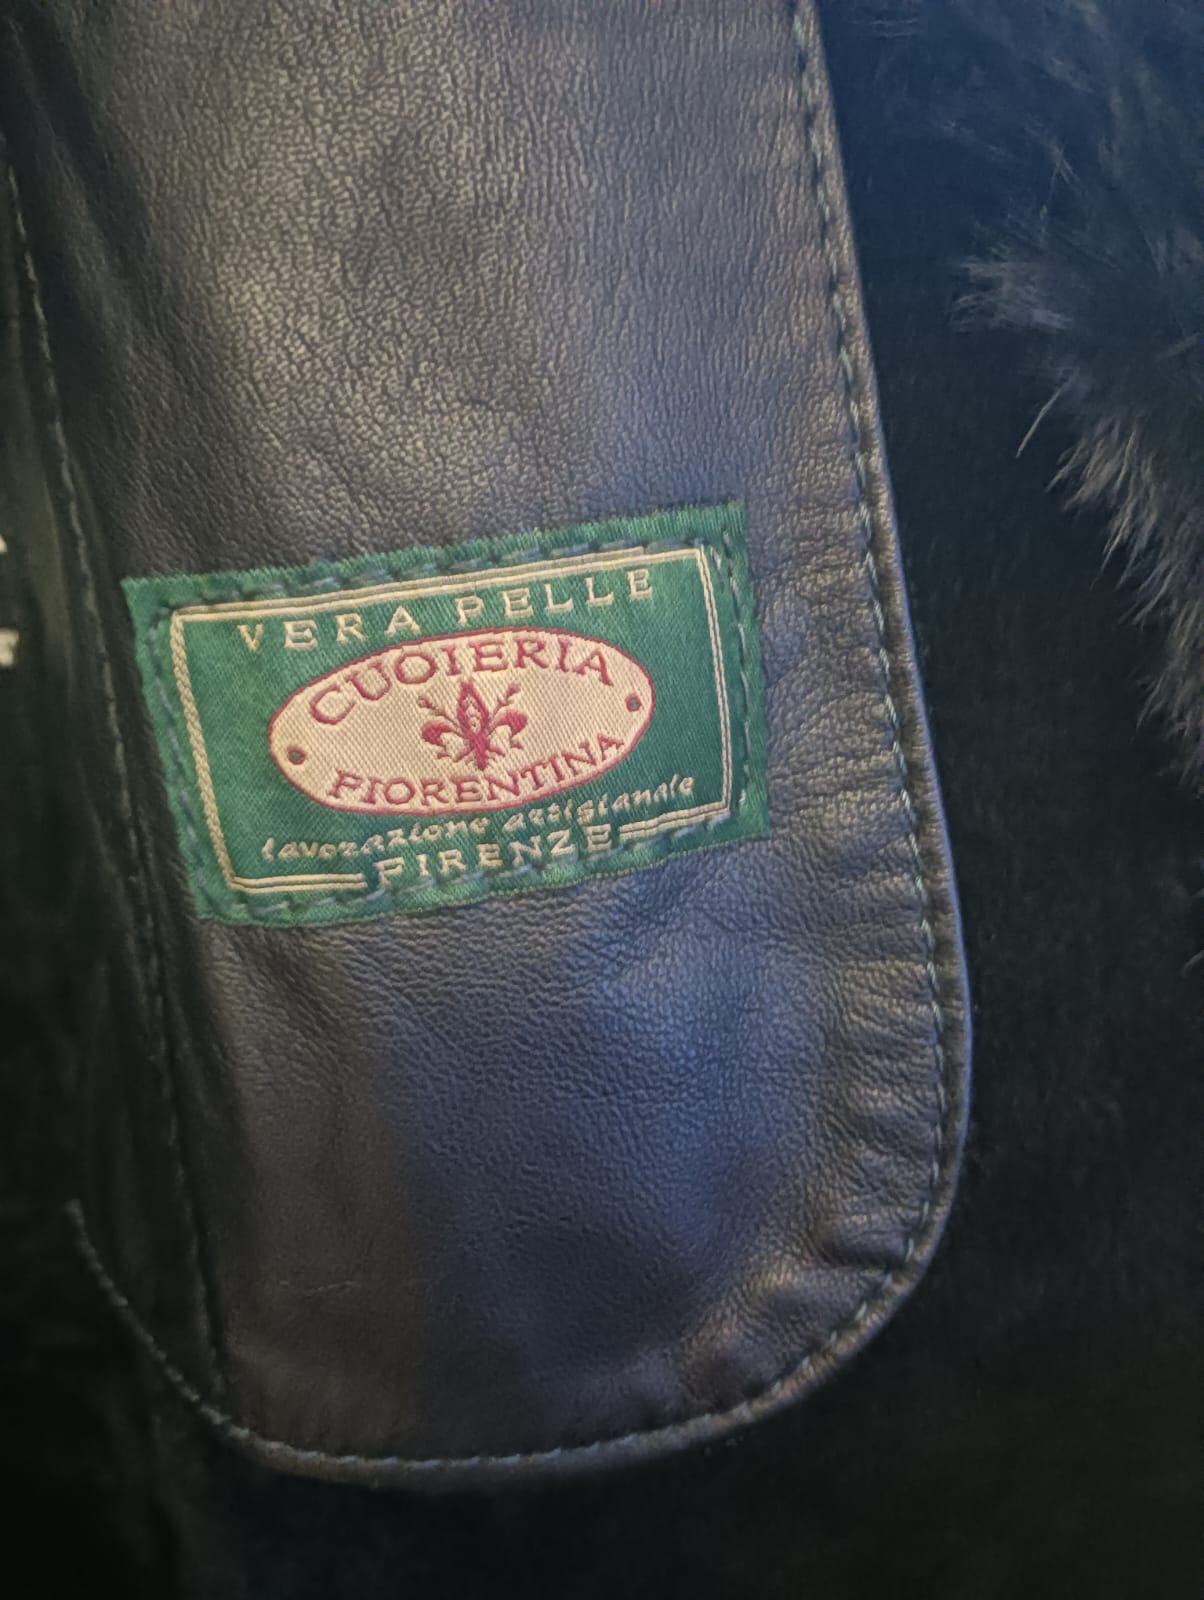 VERA PELLE
CUOIERIA
FIORENTINA
lavorazione artigianale
FIRENZE